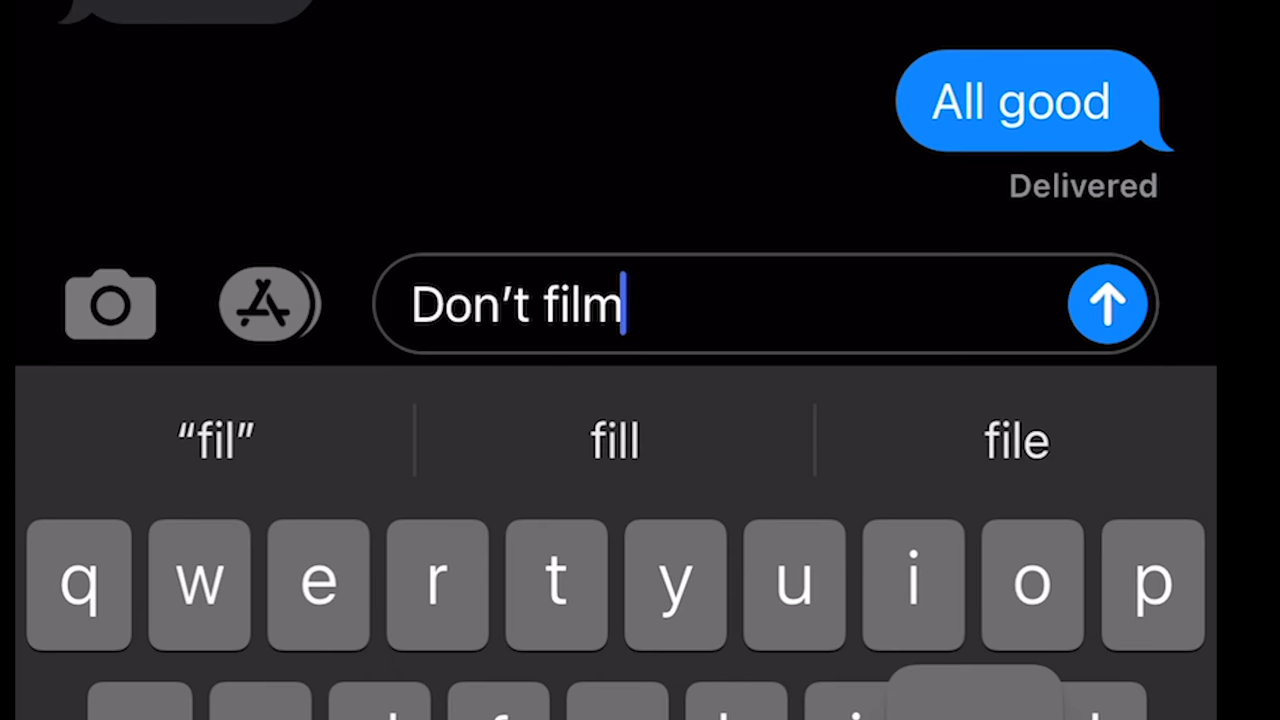 All good
Delivered
Don’t film
“fil” fill file
q w e r t y u i o p